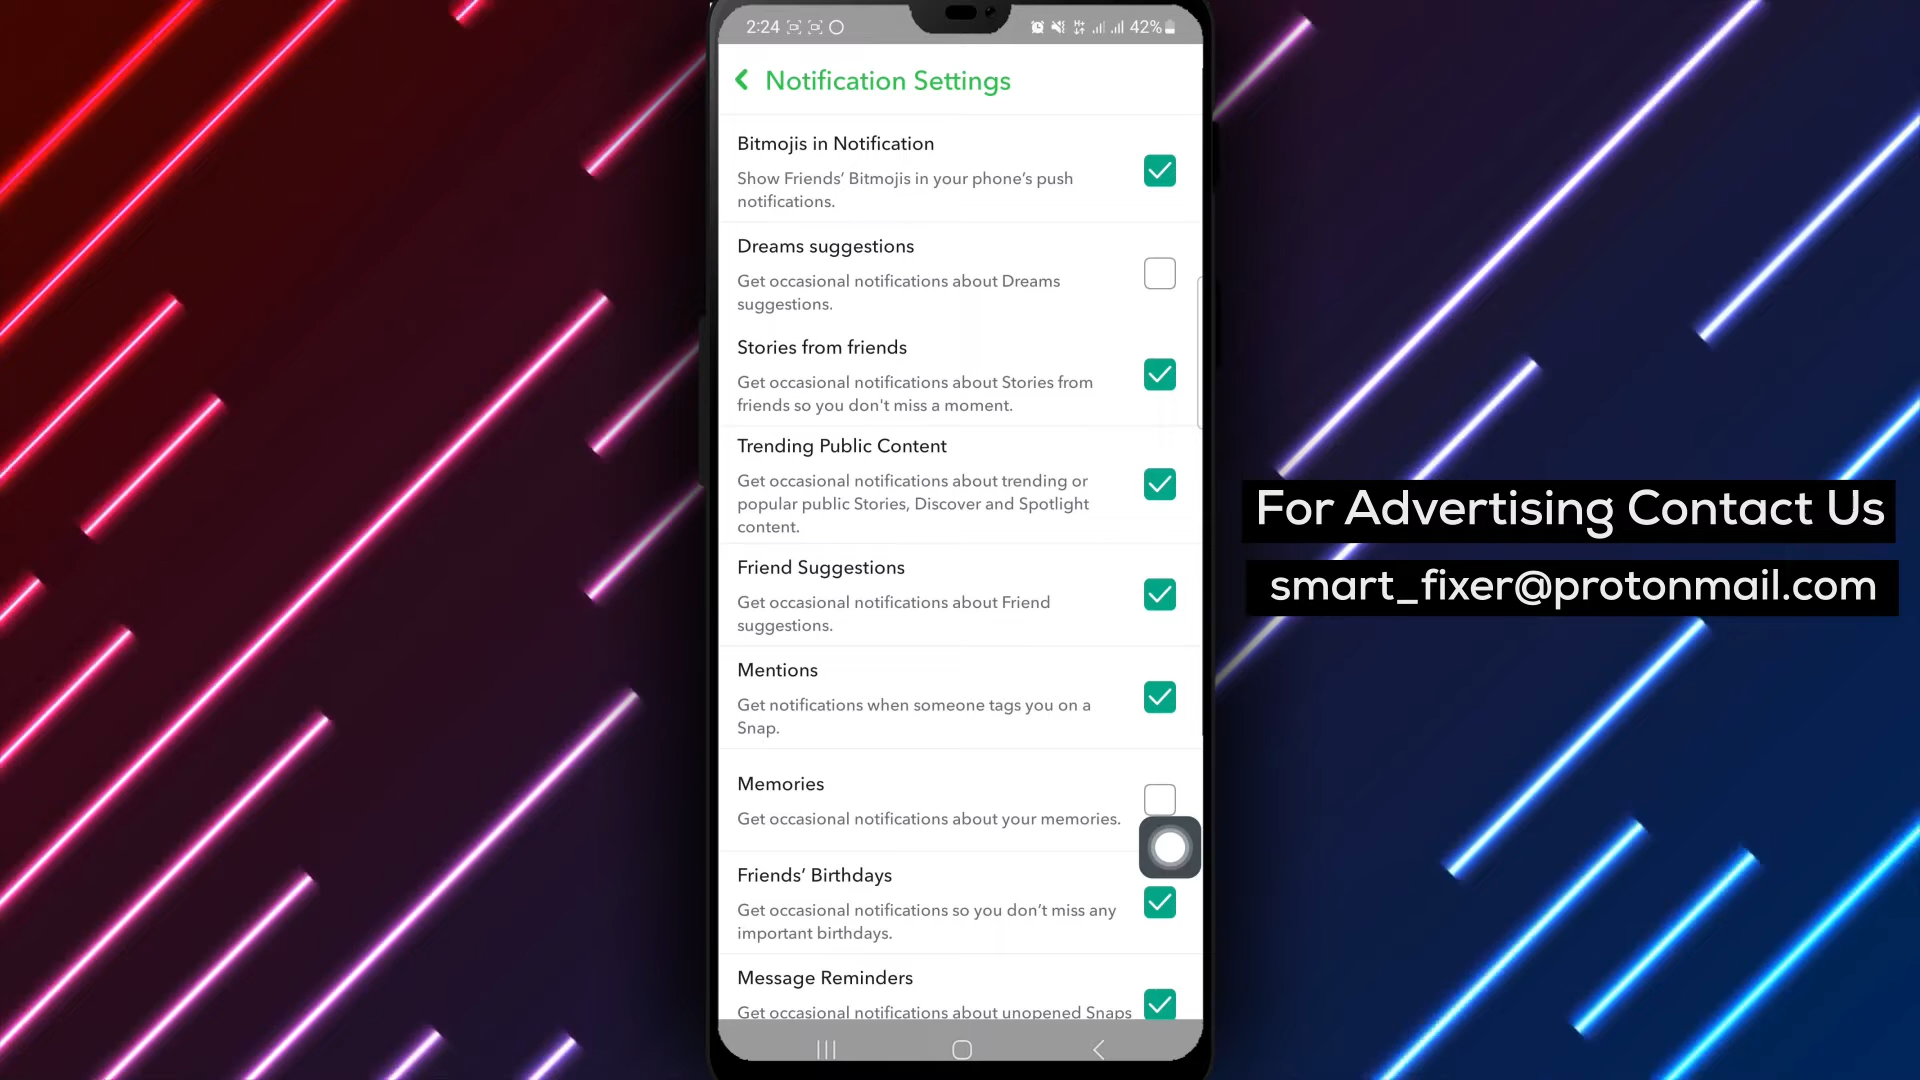 2:24
42%
Notification Settings
Bitmojis in Notification
Show Friends’ Bitmojis in your phone’s push
notifications.
Dreams suggestions
Get occasional notifications about Dreams
suggestions.
Stories from friends
Get occasional notifications about Stories from
friends so you don't miss a moment.
Trending Public Content
Get occasional notifications about trending or
popular public Stories, Discover and Spotlight
content.
Friend Suggestions
Get occasional notifications about Friend
suggestions.
Mentions
Get notifications when someone tags you on a
Snap.
Memories
Get occasional notifications about your memories.
Friends’ Birthdays
Get occasional notifications so you don’t miss any
important birthdays.
Message Reminders
Get occasional notifications about unopened Snaps
For Advertising Contact Us
smart_fixer@protonmail.com